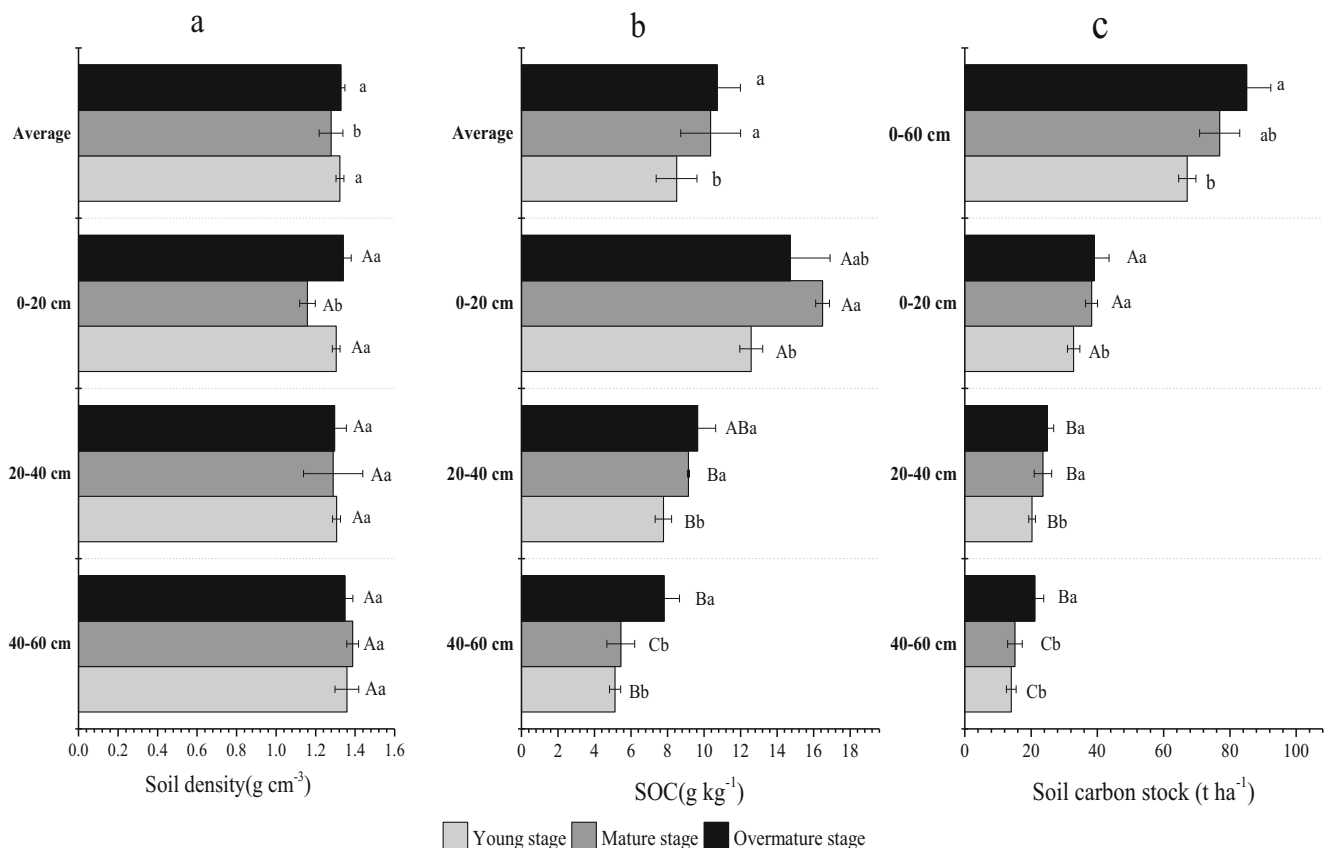 a
Average
0-20 cm
20-40 cm
40-60 cm
a
b
a
Aa
Ab
Aa
Aa
Aa
Aa
Aa
Aa
Aa
0.0 0.2 0.4 0.6 0.8 1.0 1.2 1.4 1.6
Soil density(g cm⁻³)
b
Average
0-20 cm
20-40 cm
40-60 cm
a
a
b
Aab
Aa
Ab
ABa
Ba
Bb
Ba
Cb
Bb
0 2 4 6 8 10 12 14 16 18
SOC(g kg⁻¹)
c
0-60 cm
0-20 cm
20-40 cm
40-60 cm
a
ab
b
Aa
Aa
Ab
Ba
Ba
Bb
Ba
Cb
Cb
0 20 40 60 80 100
Soil carbon stock (t ha⁻¹)
Young stage Mature stage Overmature stage